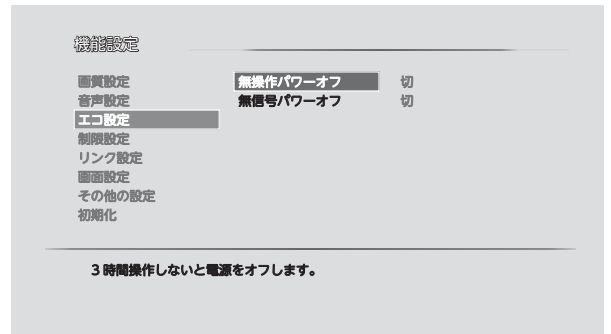 機能設定
画質設定
音声設定
エコ設定
制限設定
リンク設定
画面設定
その他の設定
初期化
無操作パワーオフ 切
無信号パワーオフ 切
3時間操作しないと電源をオフします。